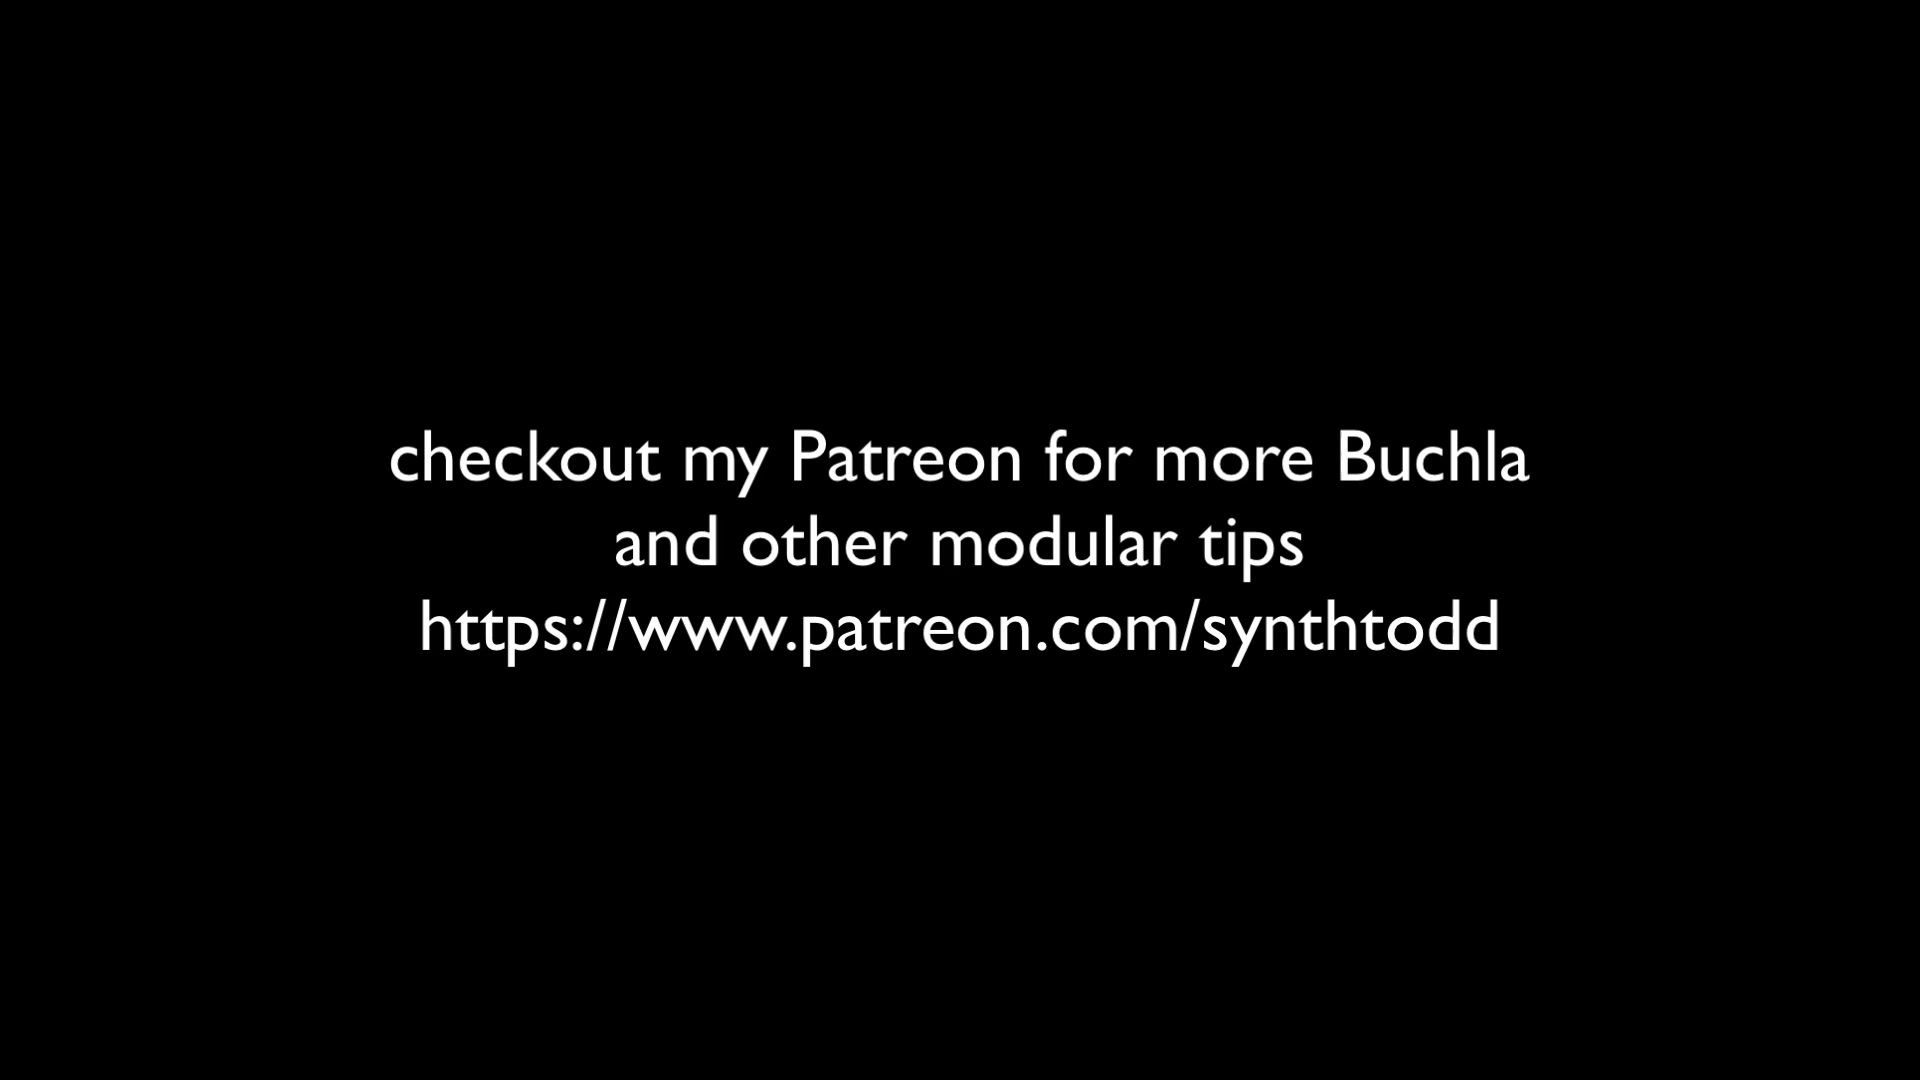 checkout my Patreon for more Buchla
and other modular tips
https://www.patreon.com/synthtodd